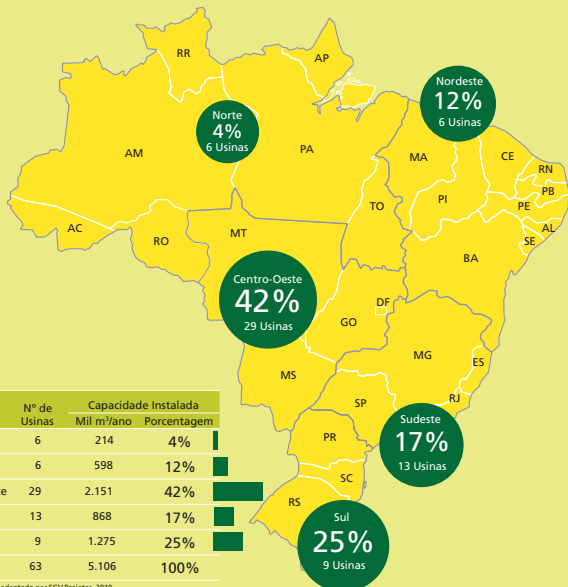 RR
AP
Norte
4%
6 Usinas
Nordeste
12%
6 Usinas
AM
PA
MA
CE
RN
PB
PI
PE
AL
SE
TO
AC
RO
MT
BA
Centro-Oeste
42%
29 Usinas
DF
GO
MG
ES
MS
SP
RJ
Sudeste
17%
13 Usinas
PR
SC
RS
Sul
25%
9 Usinas
Nº de Usinas
Capacidade Instalada
Mil m³/ano Porcentagem
6 214 4%
6 598 12%
29 2.151 42%
13 868 17%
9 1.275 25%
63 5.106 100%